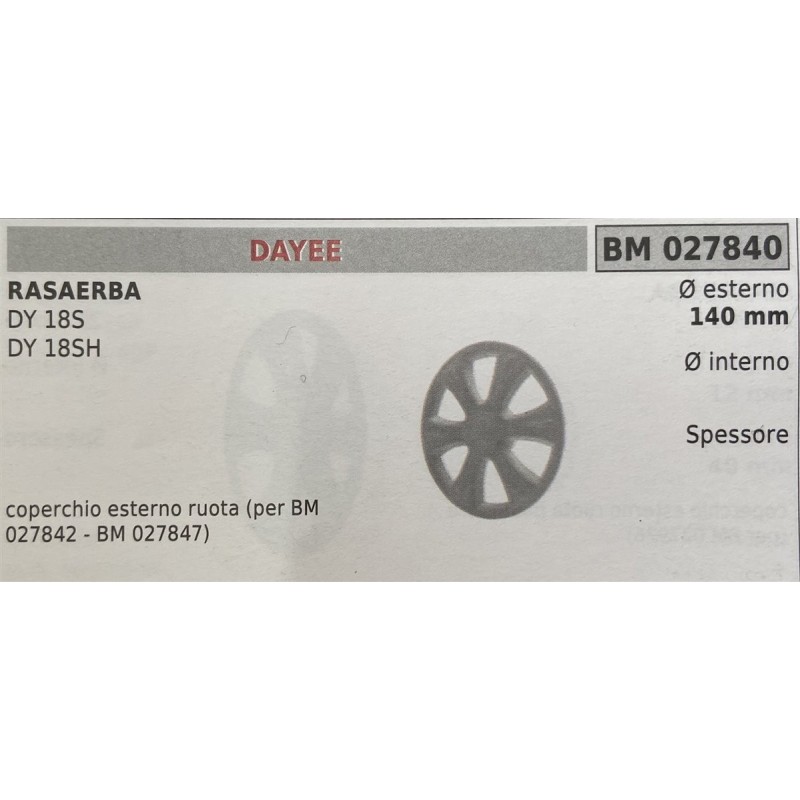 DAYEE
BM 027840
RASAERBA
DY 18S
DY 18SH
Ø esterno
140 mm
Ø interno
Spessore
coperchio esterno ruota (per BM
027842 - BM 027847)